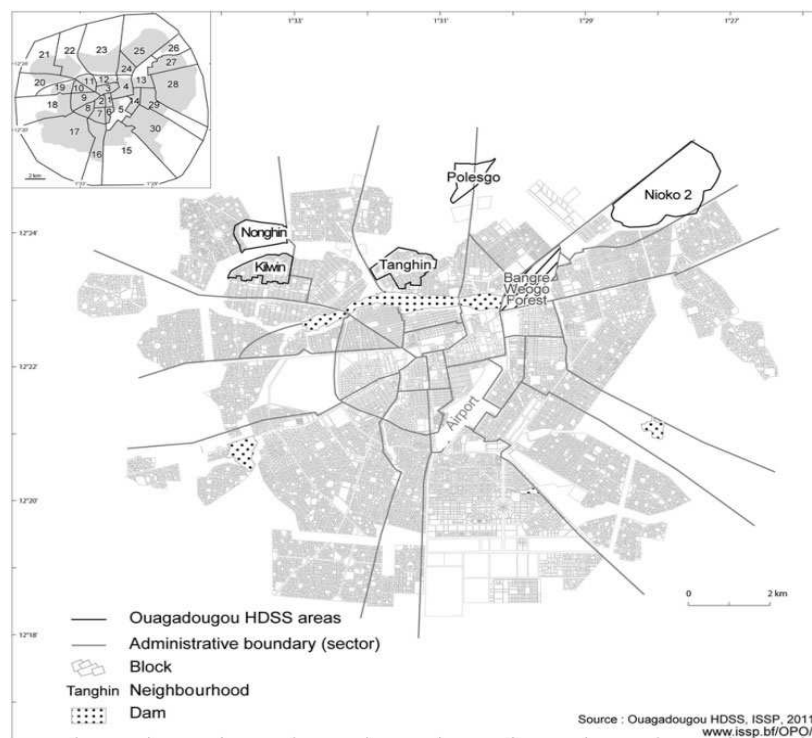 1°33'
1°31'
1°29'
1°27'
21
22
23
25
26
27
24
28
20
19
11
12
13
10
3
4
9
2
1
14
29
18
8
7
6
5
30
17
16
15
2 km
Polesgo
Nioko 2
12°24'
Nonghin
Kilwin
Tanghin
Bangre
Weogo
Forest
12°22'
Airport
12°20'
0 2 km
12°18'
Ouagadougou HDSS areas
Administrative boundary (sector)
Block
Tanghin Neighbourhood
Dam
Source : Ouagadougou HDSS, ISSP, 2011
www.issp.bf/OPO/